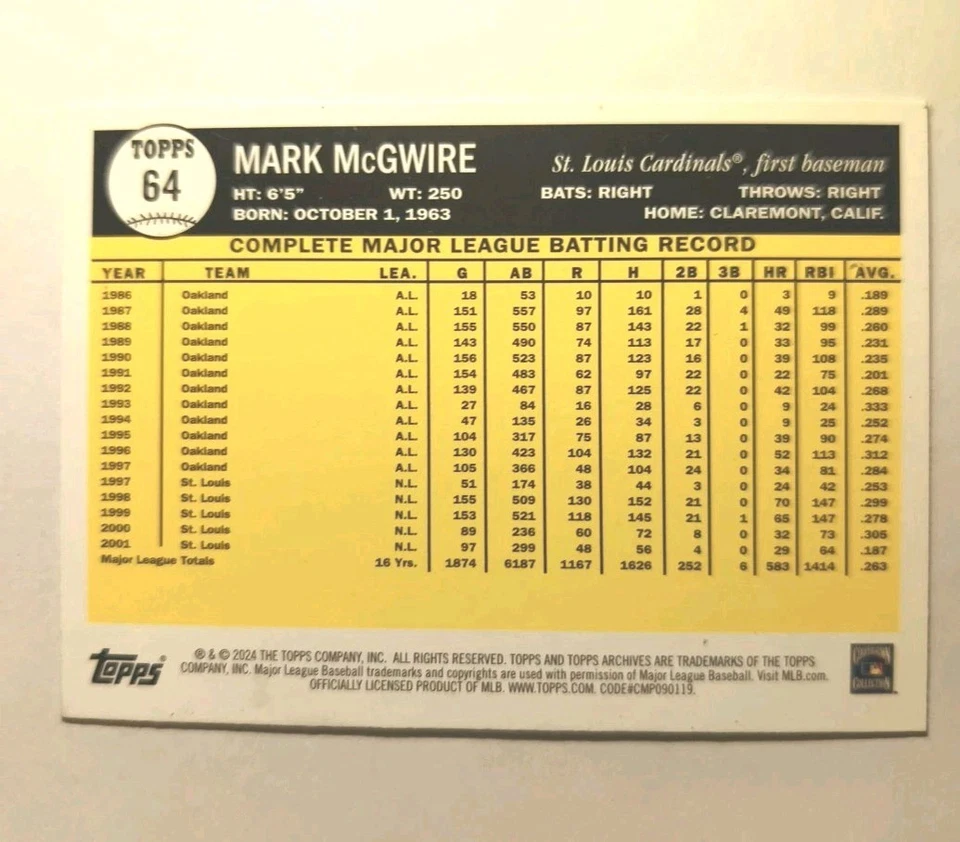 TOPPS
64
MARK McGWIRE
St. Louis Cardinals®, first baseman
HT: 6'5" WT: 250 BATS: RIGHT THROWS: RIGHT
BORN: OCTOBER 1, 1963 HOME: CLAREMONT, CALIF.
COMPLETE MAJOR LEAGUE BATTING RECORD
YEAR TEAM LEA. G AB R H 2B 3B HR RBI AVG.
1986 Oakland A.L. 18 53 10 10 1 0 3 9 .189
1987 Oakland A.L. 151 557 97 161 28 4 49 118 .289
1988 Oakland A.L. 155 550 87 143 22 1 32 99 .260
1989 Oakland A.L. 143 490 74 113 17 0 33 95 .231
1990 Oakland A.L. 156 523 87 123 16 0 39 108 .235
1991 Oakland A.L. 154 483 62 97 22 0 22 75 .201
1992 Oakland A.L. 139 467 87 125 22 0 42 104 .268
1993 Oakland A.L. 27 84 16 28 6 0 9 24 .333
1994 Oakland A.L. 47 135 26 34 3 0 9 25 .252
1995 Oakland A.L. 104 317 75 87 13 0 39 90 .274
1996 Oakland A.L. 130 423 104 132 21 0 52 113 .312
1997 Oakland A.L. 105 366 48 104 24 0 34 81 .284
1997 St. Louis N.L. 51 174 38 44 3 0 24 42 .253
1998 St. Louis N.L. 155 509 130 152 21 0 70 147 .299
1999 St. Louis N.L. 153 521 118 145 21 1 65 147 .278
2000 St. Louis N.L. 89 236 60 72 8 0 32 73 .305
2001 St. Louis N.L. 97 299 48 56 4 0 29 64 .187
Major League Totals 16 Yrs. 1874 6187 1167 1626 252 6 583 1414 .263
topps®
® & © 2024 THE TOPPS COMPANY, INC. ALL RIGHTS RESERVED. TOPPS AND TOPPS ARCHIVES ARE TRADEMARKS OF THE TOPPS
COMPANY, INC. Major League Baseball trademarks and copyrights are used with permission of Major League Baseball. Visit MLB.com.
OFFICIALLY LICENSED PRODUCT OF MLB. WWW.TOPPS.COM. CODE#CMP090119.
COOPERSTOWN
COLLECTION